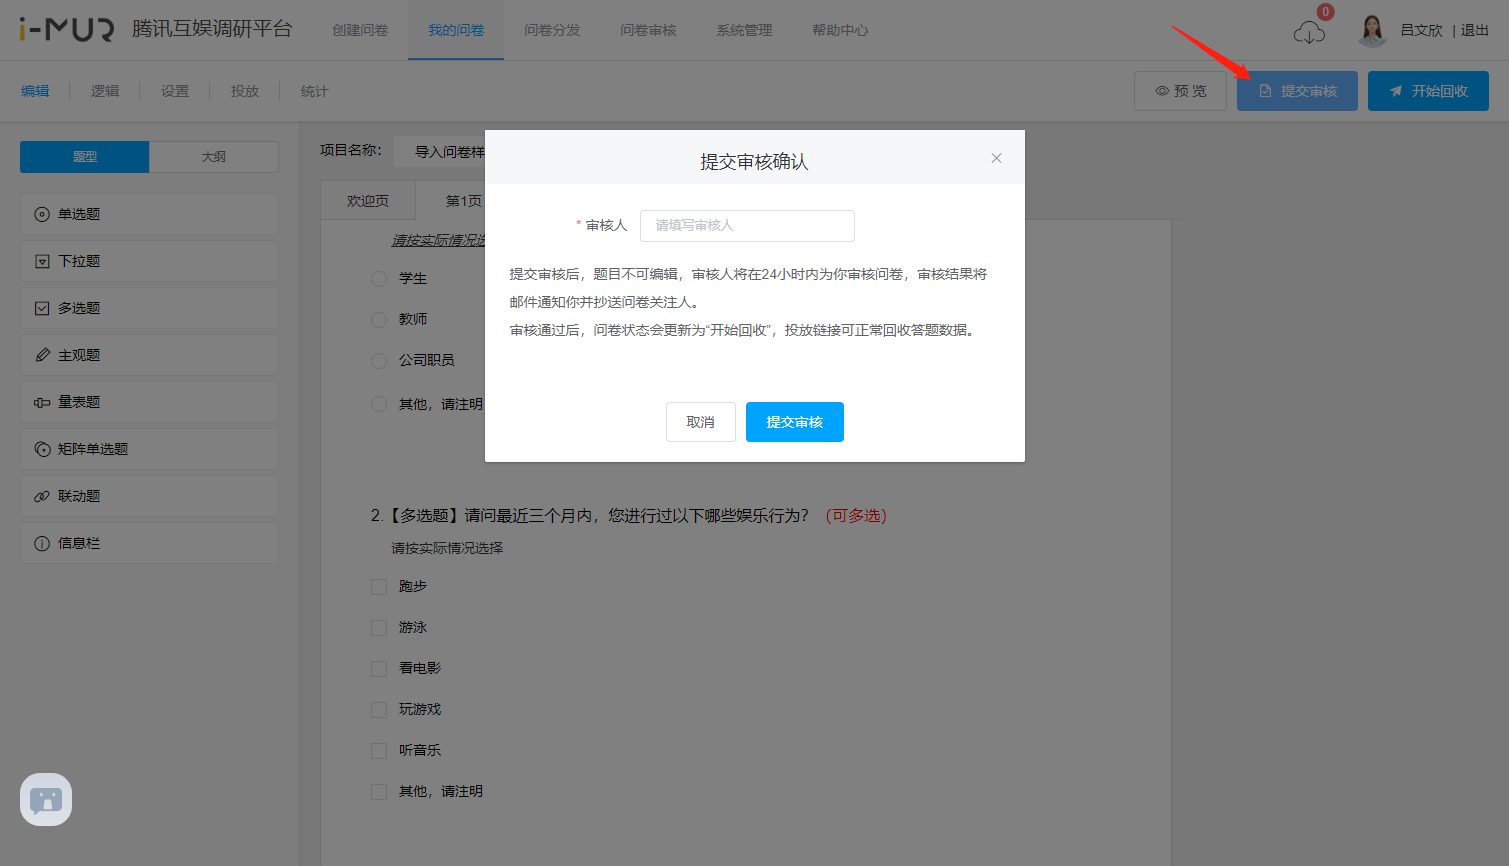 i-MUR 腾讯互娱调研平台 创建问卷 我的问卷 问卷分发 问卷审核 系统管理 帮助中心 0 吕文欣 | 退出
编辑 逻辑 设置 投放 统计 预 览 提交审核 开始回收
题型 大纲
单选题
下拉题
多选题
主观题
量表题
矩阵单选题
联动题
信息栏
项目名称： 导入问卷样
欢迎页 第1页
请按实际情况选
学生
教师
公司职员
其他，请注明
提交审核确认
* 审核人 请填写审核人
提交审核后，题目不可编辑，审核人将在24小时内为你审核问卷，审核结果将
邮件通知你并抄送问卷关注人。
审核通过后，问卷状态会更新为“开始回收”，投放链接可正常回收答题数据。
取消 提交审核
2.【多选题】请问最近三个月内，您进行过以下哪些娱乐行为？（可多选）
请按实际情况选择
跑步
游泳
看电影
玩游戏
听音乐
其他，请注明